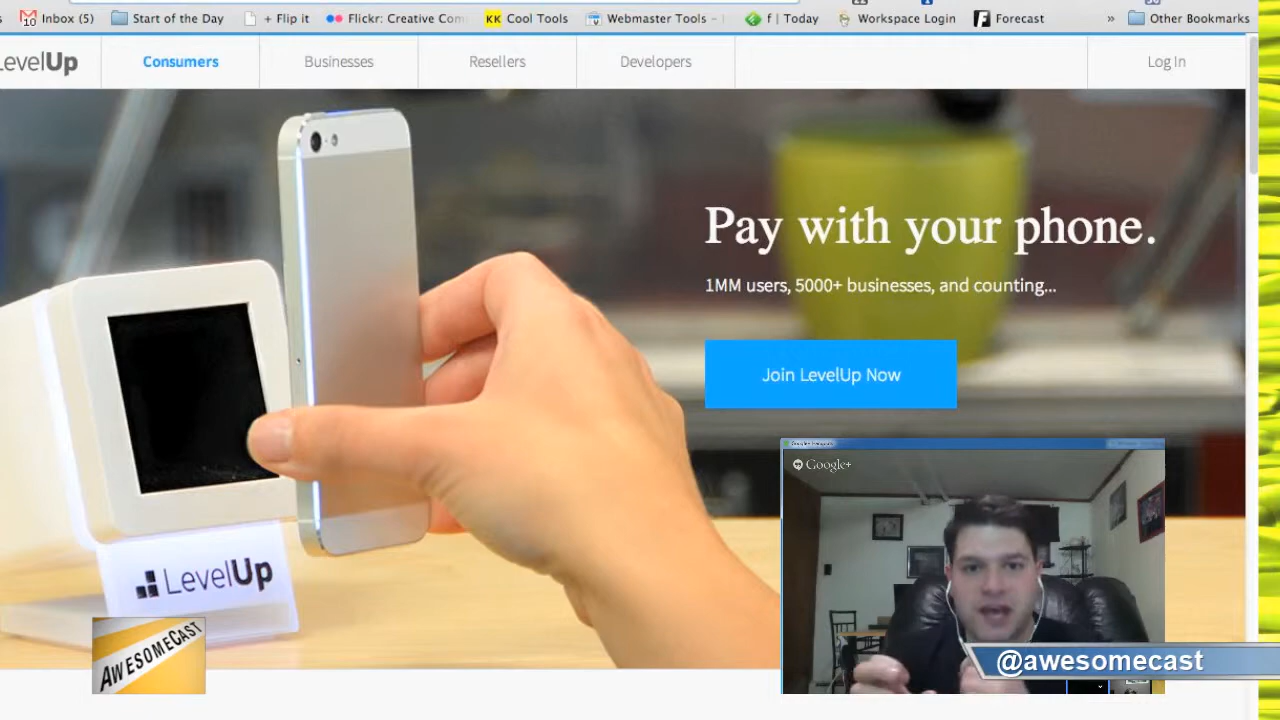 10 Inbox (5) Start of the Day + Flip it Flickr: Creative Com KK Cool Tools Webmaster Tools - f | Today Workspace Login F Forecast » Other Bookmarks
LevelUp Consumers Businesses Resellers Developers Log In
Pay with your phone.
1MM users, 5000+ businesses, and counting...
Join LevelUp Now
Google+
LevelUp
AWESOMECAST
@awesomecast